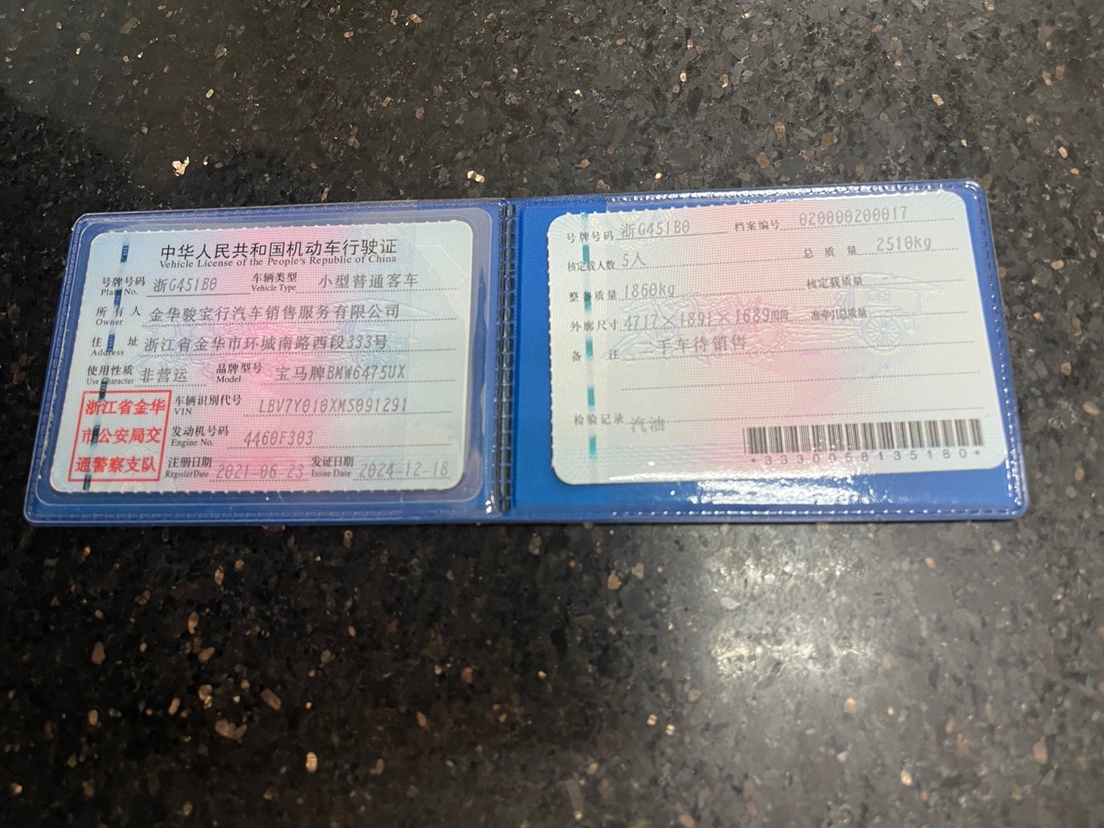 中华人民共和国机动车行驶证
Vehicle License of the People's Republic of China
号牌号码 浙G451B0 车辆类型 小型普通客车
Plate No. Vehicle Type
所有人 金华骏宝行汽车销售服务有限公司
Owner
住址 浙江省金华市环城南路西段333号
Address
使用性质 非营运 品牌型号 宝马牌BMW6475UX
Use Character Model
浙江省金华
市公安局交
通警察支队
车辆识别代号 LBV7Y010XMS091291
VIN
发动机号码 4460F303
Engine No.
注册日期 2021-06-23 发证日期 2024-12-18
Register Date Issue Date
号牌号码 浙G451B0 档案编号 020000200017
核定载人数 5人 总质量 2510kg
整备质量 1860kg 核定载质量
外廓尺寸 4717×1891×1689mm 准牵引总质量
备注 二手车待销售
检验记录 汽油
*3330058135180*